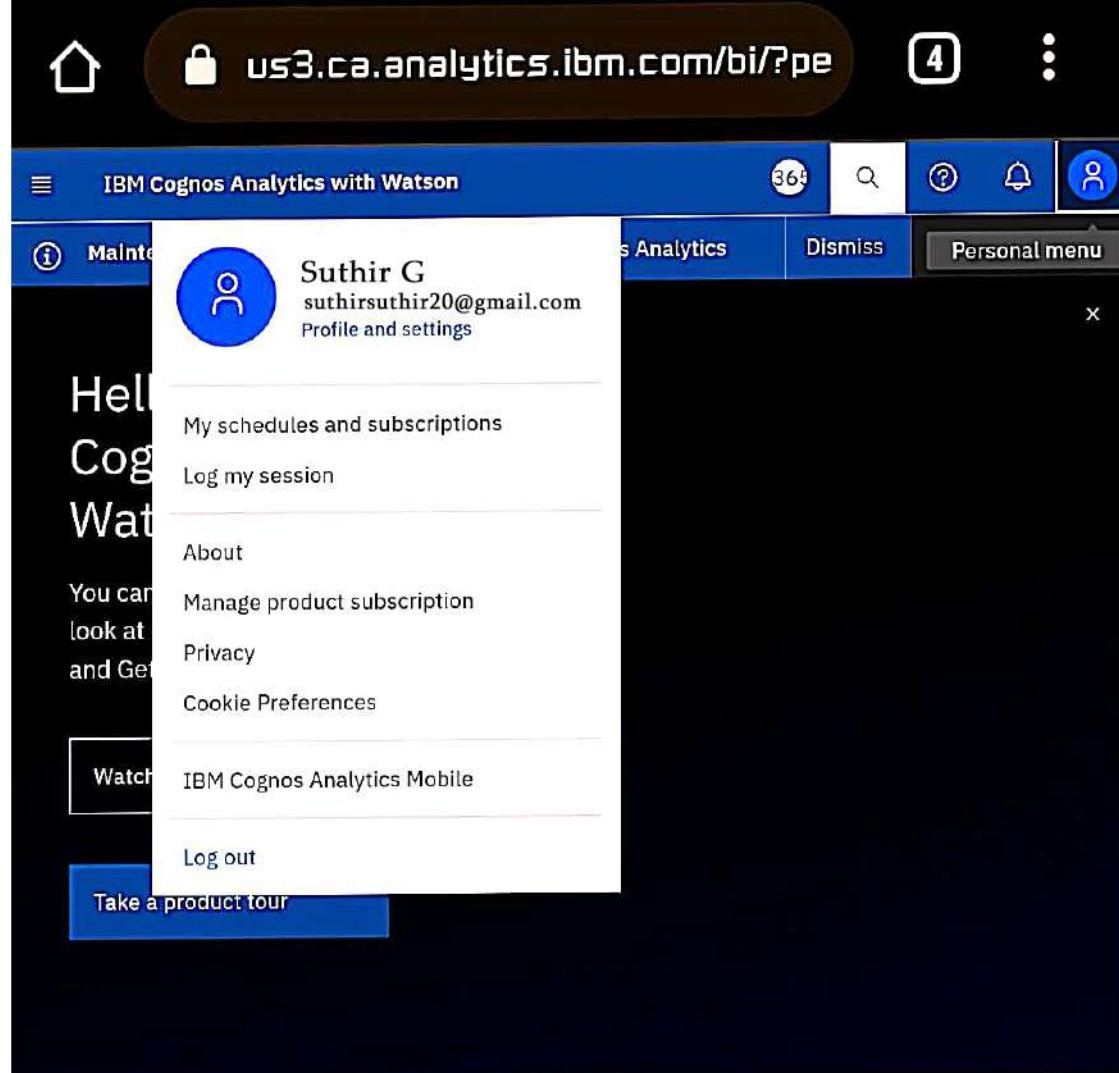 us3.ca.analytics.ibm.com/bi/?pe
4
IBM Cognos Analytics with Watson
365
Mainte
s Analytics
Dismiss
Personal menu
Suthir G
suthirsuthir20@gmail.com
Profile and settings
x
Hell
Cog
Wat
My schedules and subscriptions
Log my session
About
You can
Manage product subscription
look at
Privacy
and Get
Cookie Preferences
Watch
IBM Cognos Analytics Mobile
Log out
Take a product tour